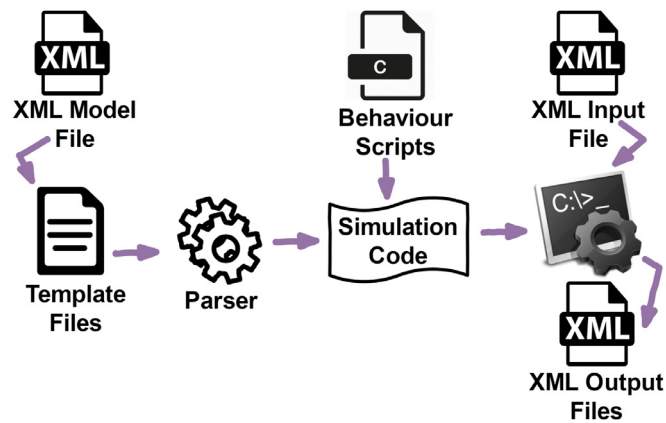 XML
XML Model
File
C
Behaviour
Scripts
XML
XML Input
File
Template
Files
Parser
Simulation
Code
C:\>_
XML
XML Output
Files